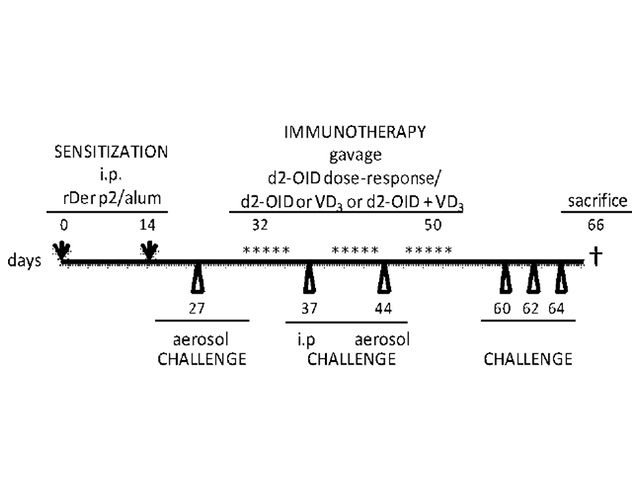 SENSITIZATION
i.p.
rDer p2/alum
0 14
IMMUNOTHERAPY
gavage
d2-OID dose-response/
d2-OID or VD₃ or d2-OID + VD₃
32 50
sacrifice
66
days
***** ***** *****
27
aerosol
CHALLENGE
37 44
i.p aerosol
CHALLENGE
60 62 64
CHALLENGE